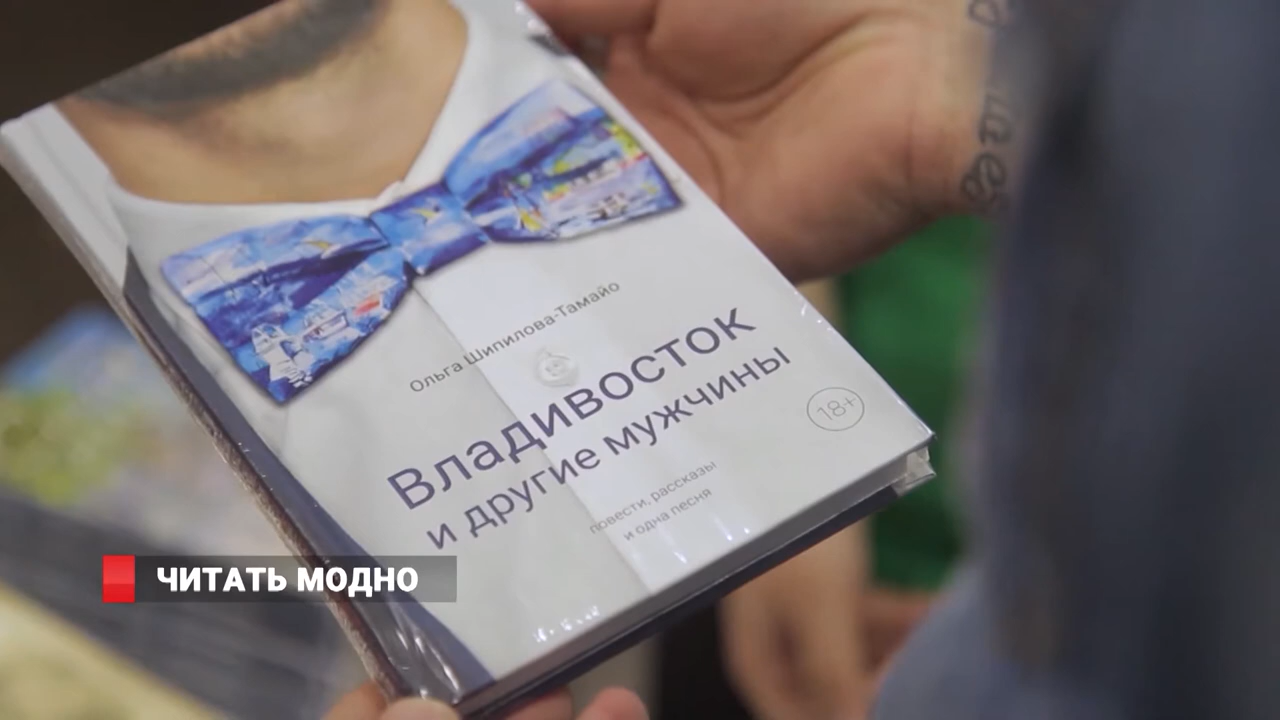 Ольга Шипилова-Тамайо
Владивосток
и другие мужчины
18+
повести, рассказы
и одна песня
ЧИТАТЬ МОДНО